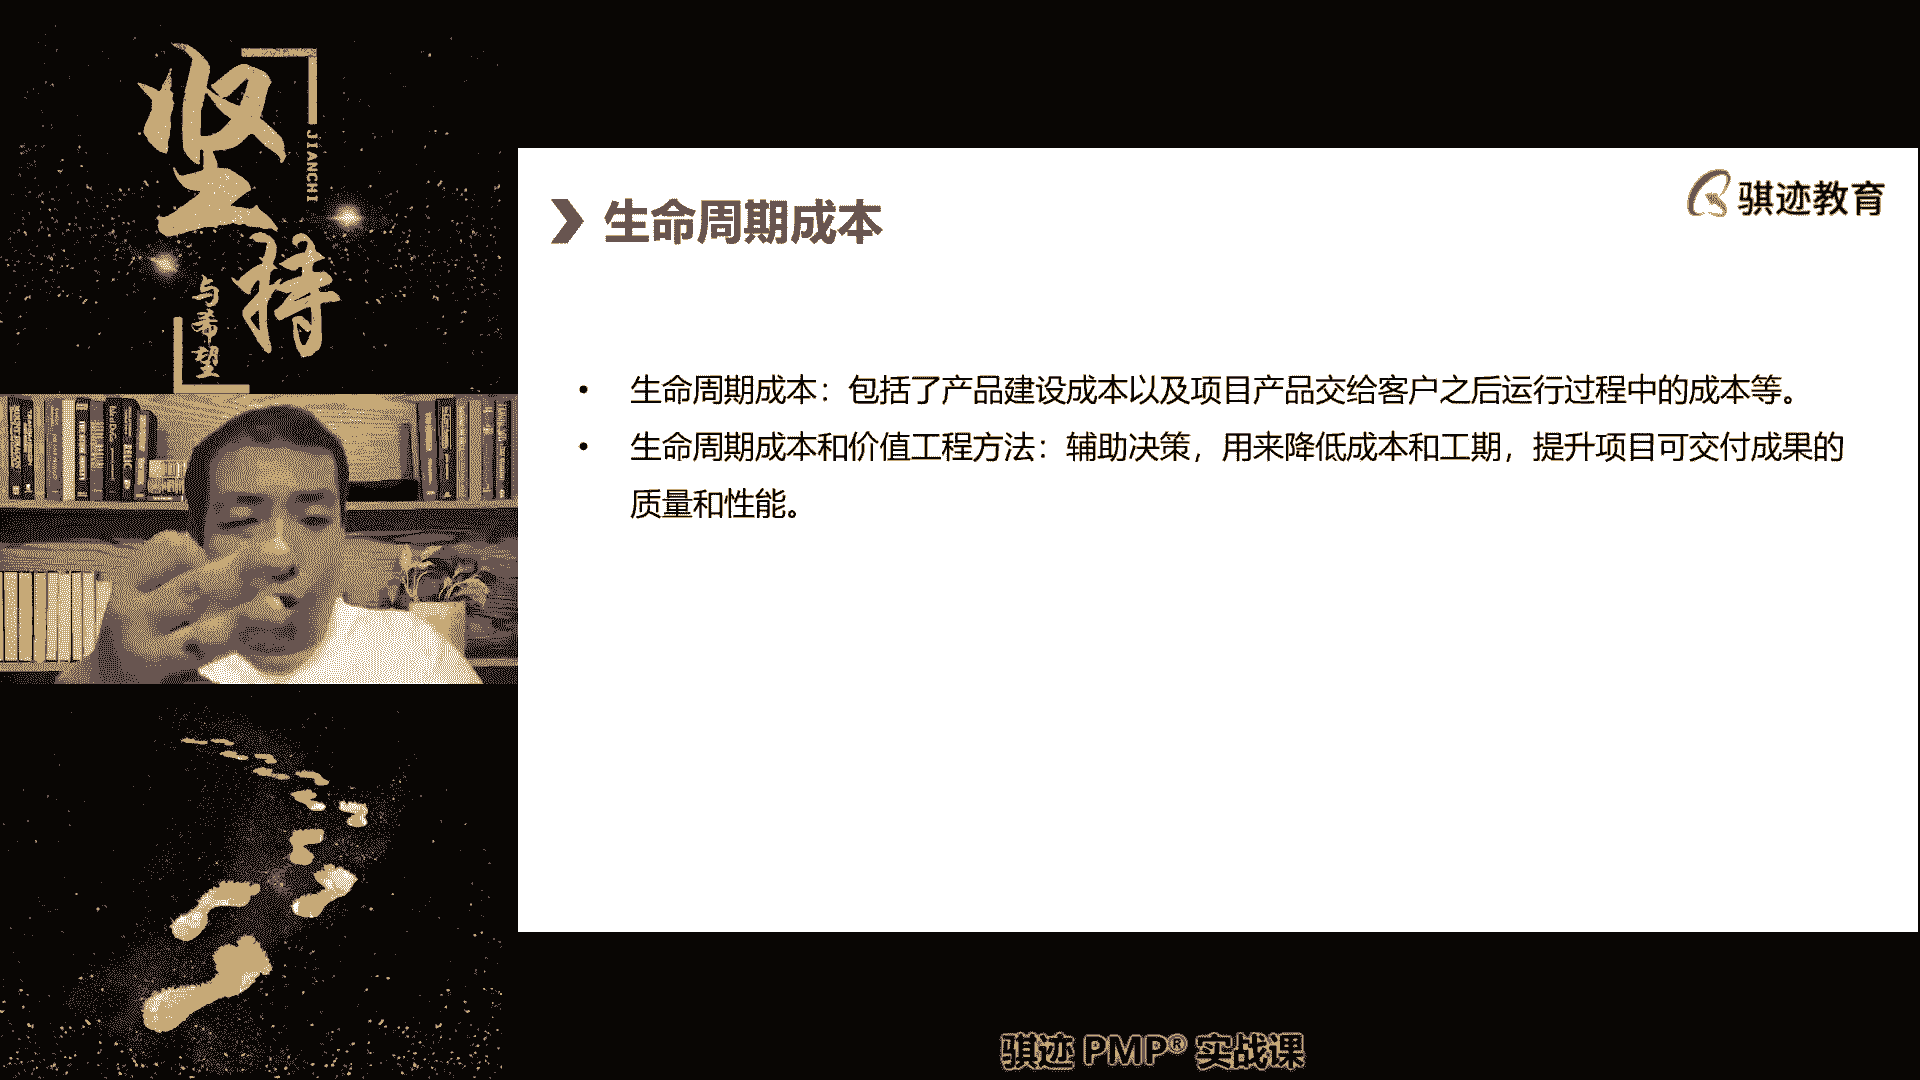 坚持
JIANCHI
与希望
骐迹教育
生命周期成本
• 生命周期成本：包括了产品建设成本以及项目产品交给客户之后运行过程中的成本等。
• 生命周期成本和价值工程方法：辅助决策，用来降低成本和工期，提升项目可交付成果的
质量和性能。
骐迹 PMP® 实战课